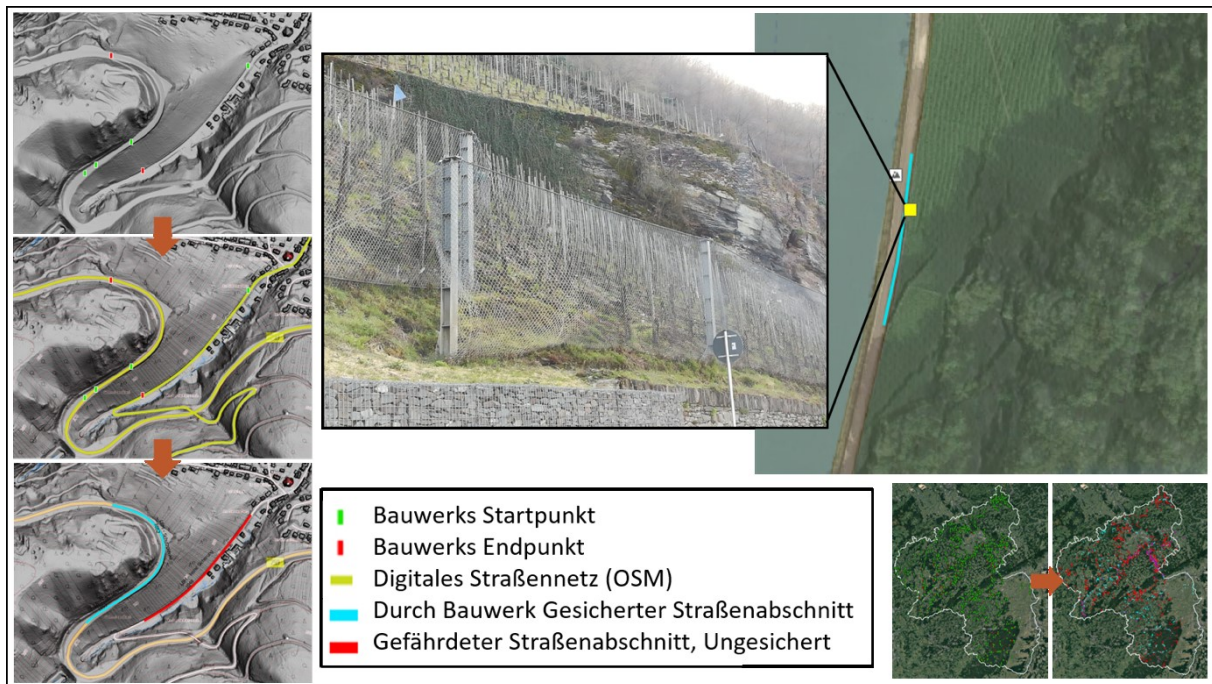 Bauwerks Startpunkt
Bauwerks Endpunkt
Digitales Straßennetz (OSM)
Durch Bauwerk Gesicherter Straßenabschnitt
Gefährdeter Straßenabschnitt, Ungesichert